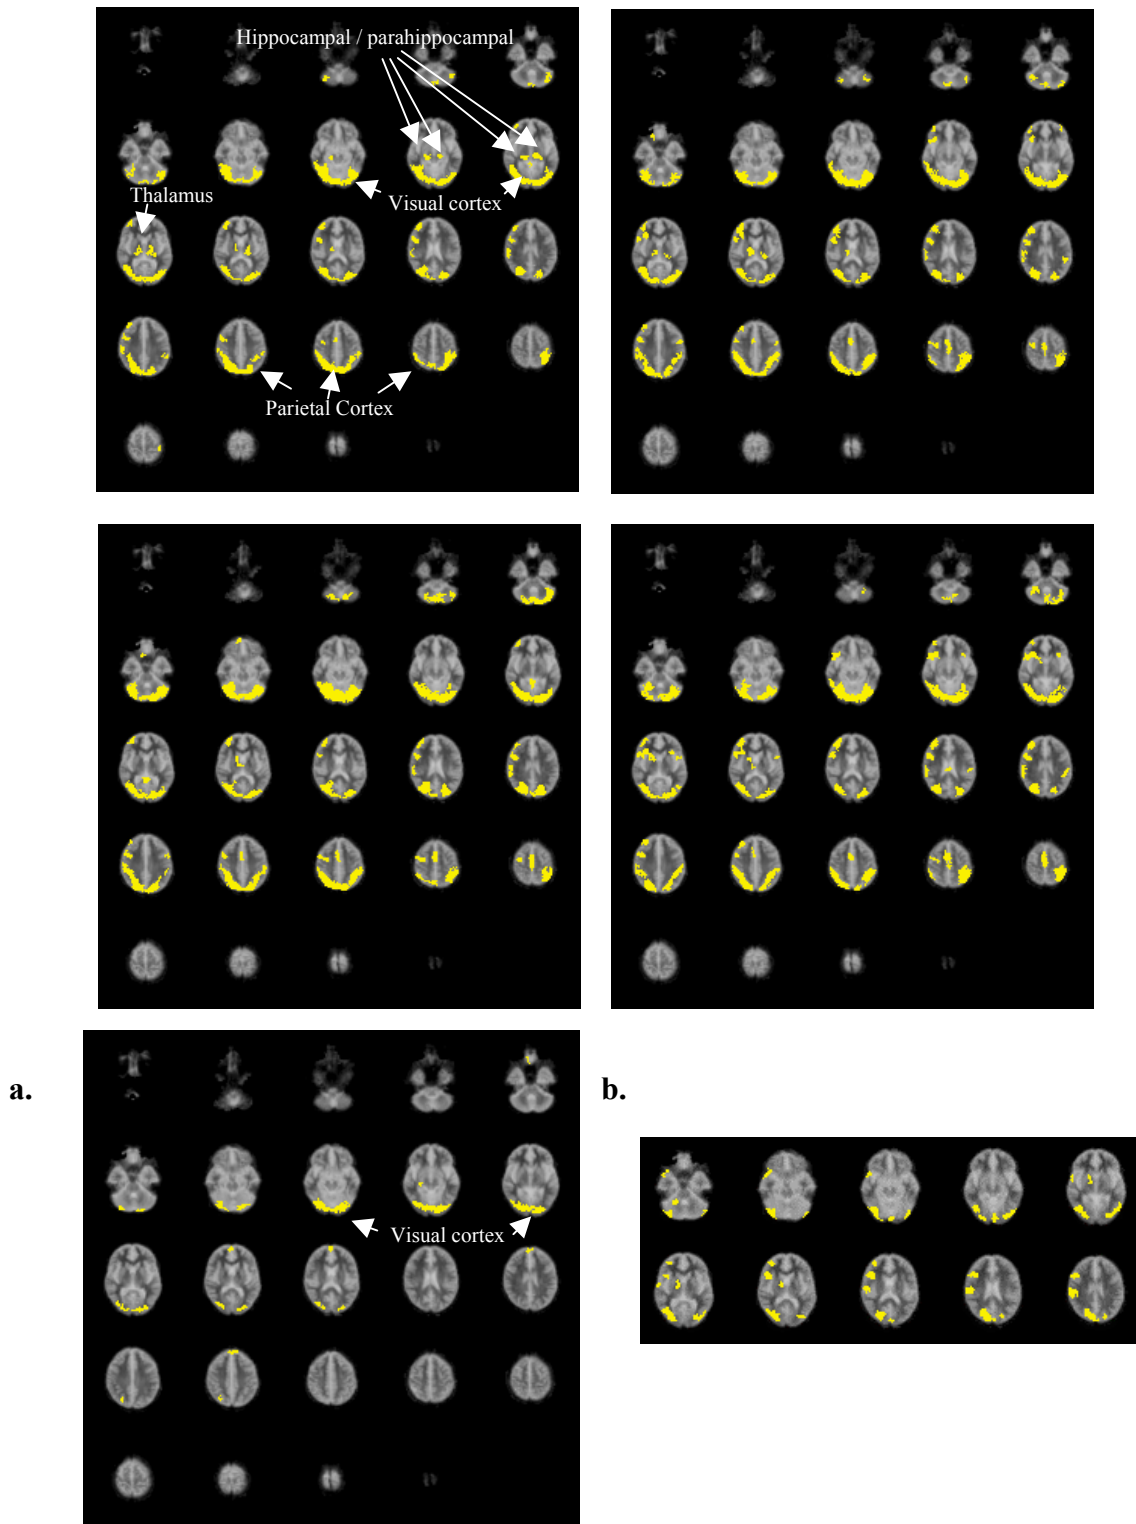 Hippocampal / parahippocampal
Thalamus
Visual cortex
Parietal Cortex
a.
b.
Visual cortex